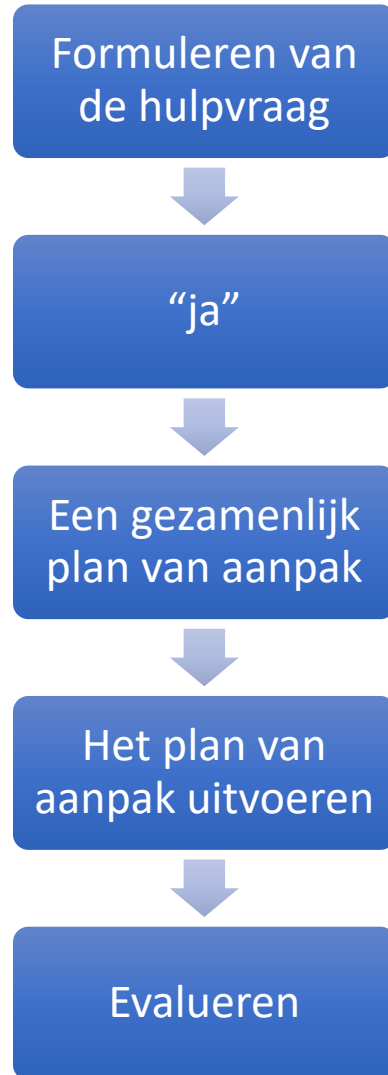 Formuleren van
de hulpvraag
“ja”
Een gezamenlijk
plan van aanpak
Het plan van
aanpak uitvoeren
Evalueren